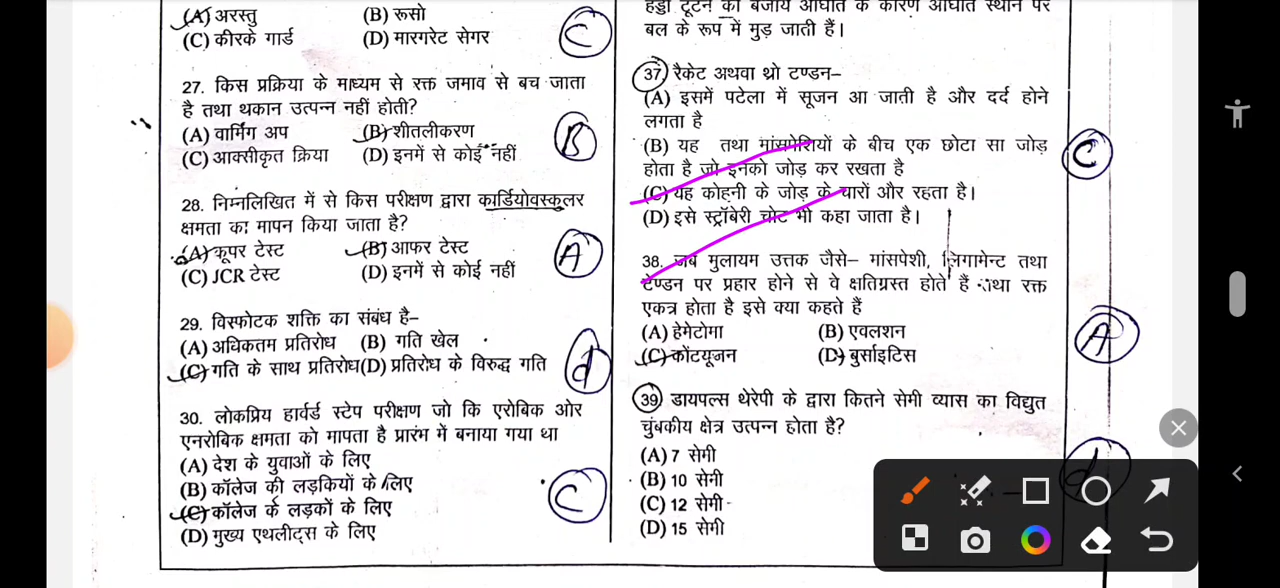 (A) अरस्तु (B) रूसो
(C) कीरके गार्ड (D) मारगरेट सेगर
C
27. किस प्रक्रिया के माध्यम से रक्त जमाव से बच जाता
है तथा थकान उत्पन्न नहीं होती?
(A) वार्मिंग अप (B) शीतलीकरण
(C) आक्सीकृत क्रिया (D) इनमें से कोई नहीं
B
28. निम्नलिखित में से किस परीक्षण द्वारा कार्डियोवस्कुलर
क्षमता का मापन किया जाता है?
(A) कूपर टेस्ट (B) आफर टेस्ट
(C) JCR टेस्ट (D) इनमें से कोई नहीं
A
29. विस्फोटक शक्ति का संबंध है–
(A) अधिकतम प्रतिरोध (B) गति खेल
(C) गति के साथ प्रतिरोध(D) प्रतिरोध के विरुद्ध गति
d
30. लोकप्रिय हार्वर्ड स्टेप परीक्षण जो कि एरोबिक ओर
एनरोबिक क्षमता को मापता है प्रारंभ में बनाया गया था
(A) देश के युवाओं के लिए
(B) कॉलेज की लड़कियों के लिए
(C) कॉलेज के लड़कों के लिए
(D) मुख्य एथलीट्स के लिए
C
हड्डी टूटने की बजाय आघात के कारण आघात स्थान पर
बल के रूप में मुड़ जाती हैं।
37. रैकेट अथवा थ्रो टण्डन–
(A) इसमें पटेला में सूजन आ जाती है और दर्द होने
लगता है
(B) यह तथा मांसपेशियों के बीच एक छोटा सा जोड़
होता है जो इनको जोड़ कर रखता है
(C) यह कोहनी के जोड़ के चारों और रहता है।
(D) इसे स्ट्रॉबेरी चोट भी कहा जाता है।
C
38. जब मुलायम उत्तक जैसे– मांसपेशी, लिगामेन्ट तथा
टेण्डन पर प्रहार होने से वे क्षतिग्रस्त होते हैं तथा रक्त
एकत्र होता है इसे क्या कहते हैं
(A) हेमेटोमा (B) एवलशन
(C) कोंटयूजन (D) बुर्साइटिस
A
39. डायपल्स थेरेपी के द्वारा कितने सेमी व्यास का विद्युत
चुंबकीय क्षेत्र उत्पन्न होता है?
(A) 7 सेमी
(B) 10 सेमी
(C) 12 सेमी
(D) 15 सेमी
d